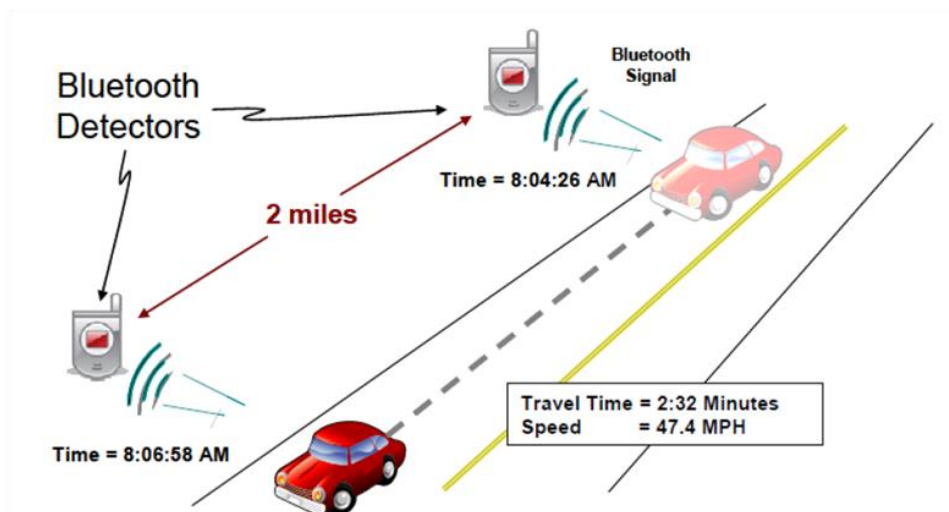 Bluetooth
Detectors
Bluetooth
Signal
Time = 8:04:26 AM
2 miles
Time = 8:06:58 AM
Travel Time = 2:32 Minutes
Speed = 47.4 MPH